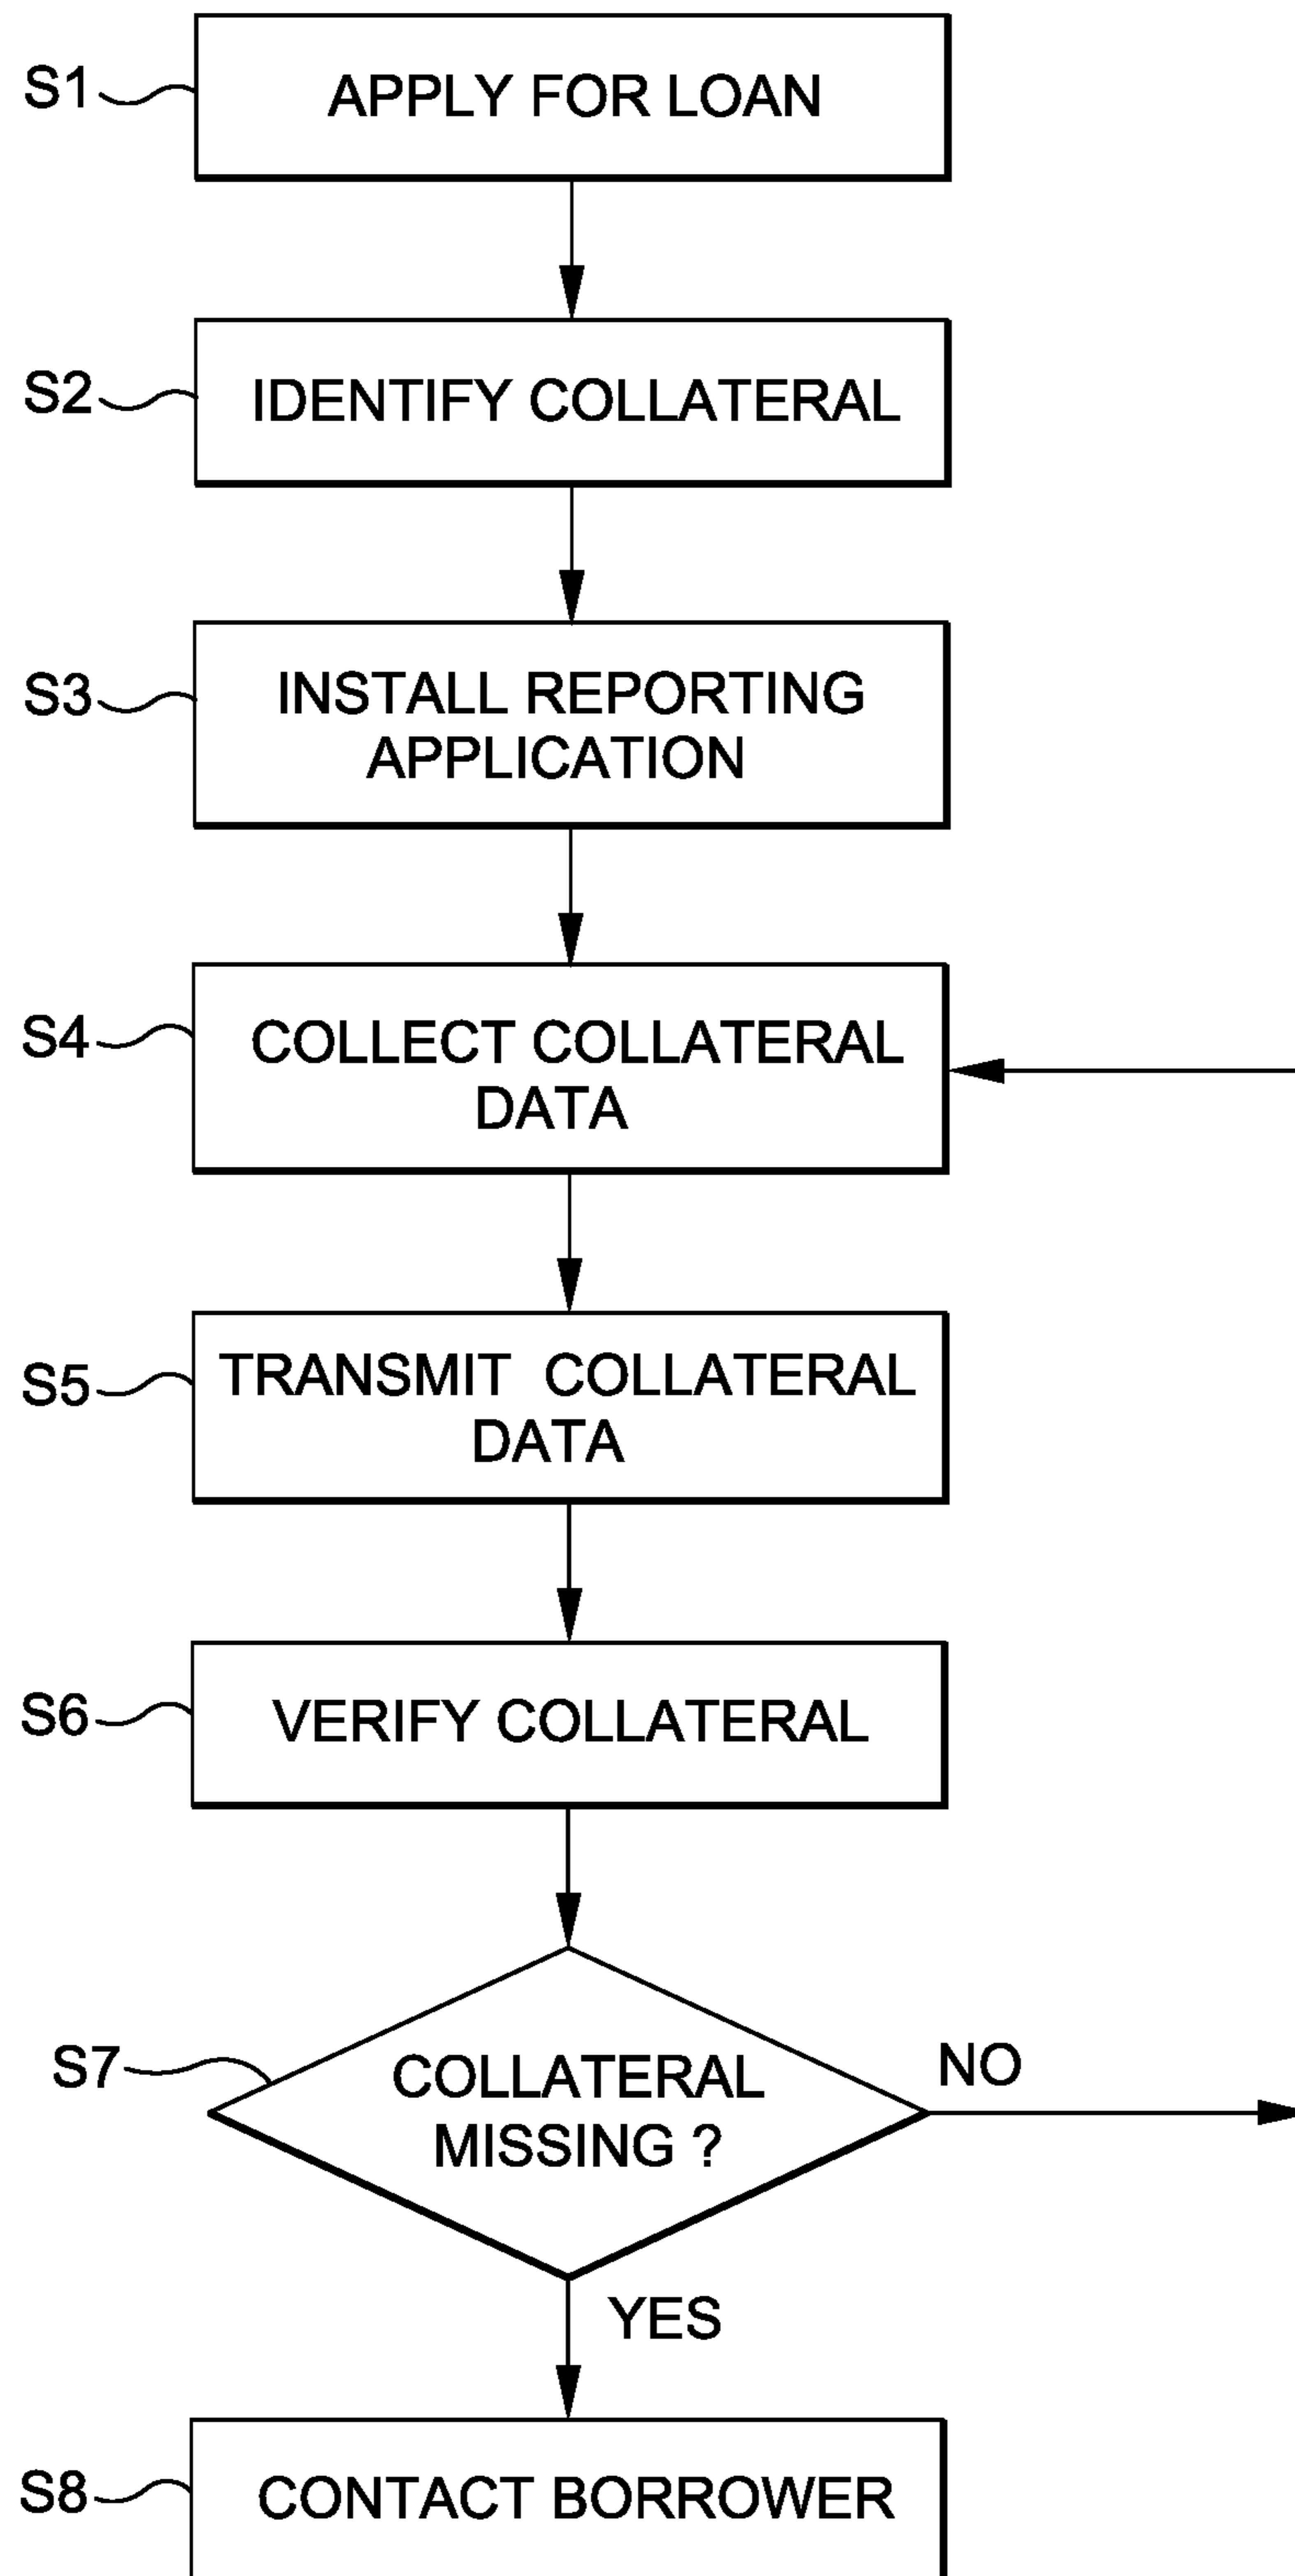 S1
APPLY FOR LOAN
S2
IDENTIFY COLLATERAL
S3
INSTALL REPORTING
APPLICATION
S4
COLLECT COLLATERAL
DATA
S5
TRANSMIT COLLATERAL
DATA
S6
VERIFY COLLATERAL
S7
COLLATERAL
MISSING ?
NO
YES
S8
CONTACT BORROWER